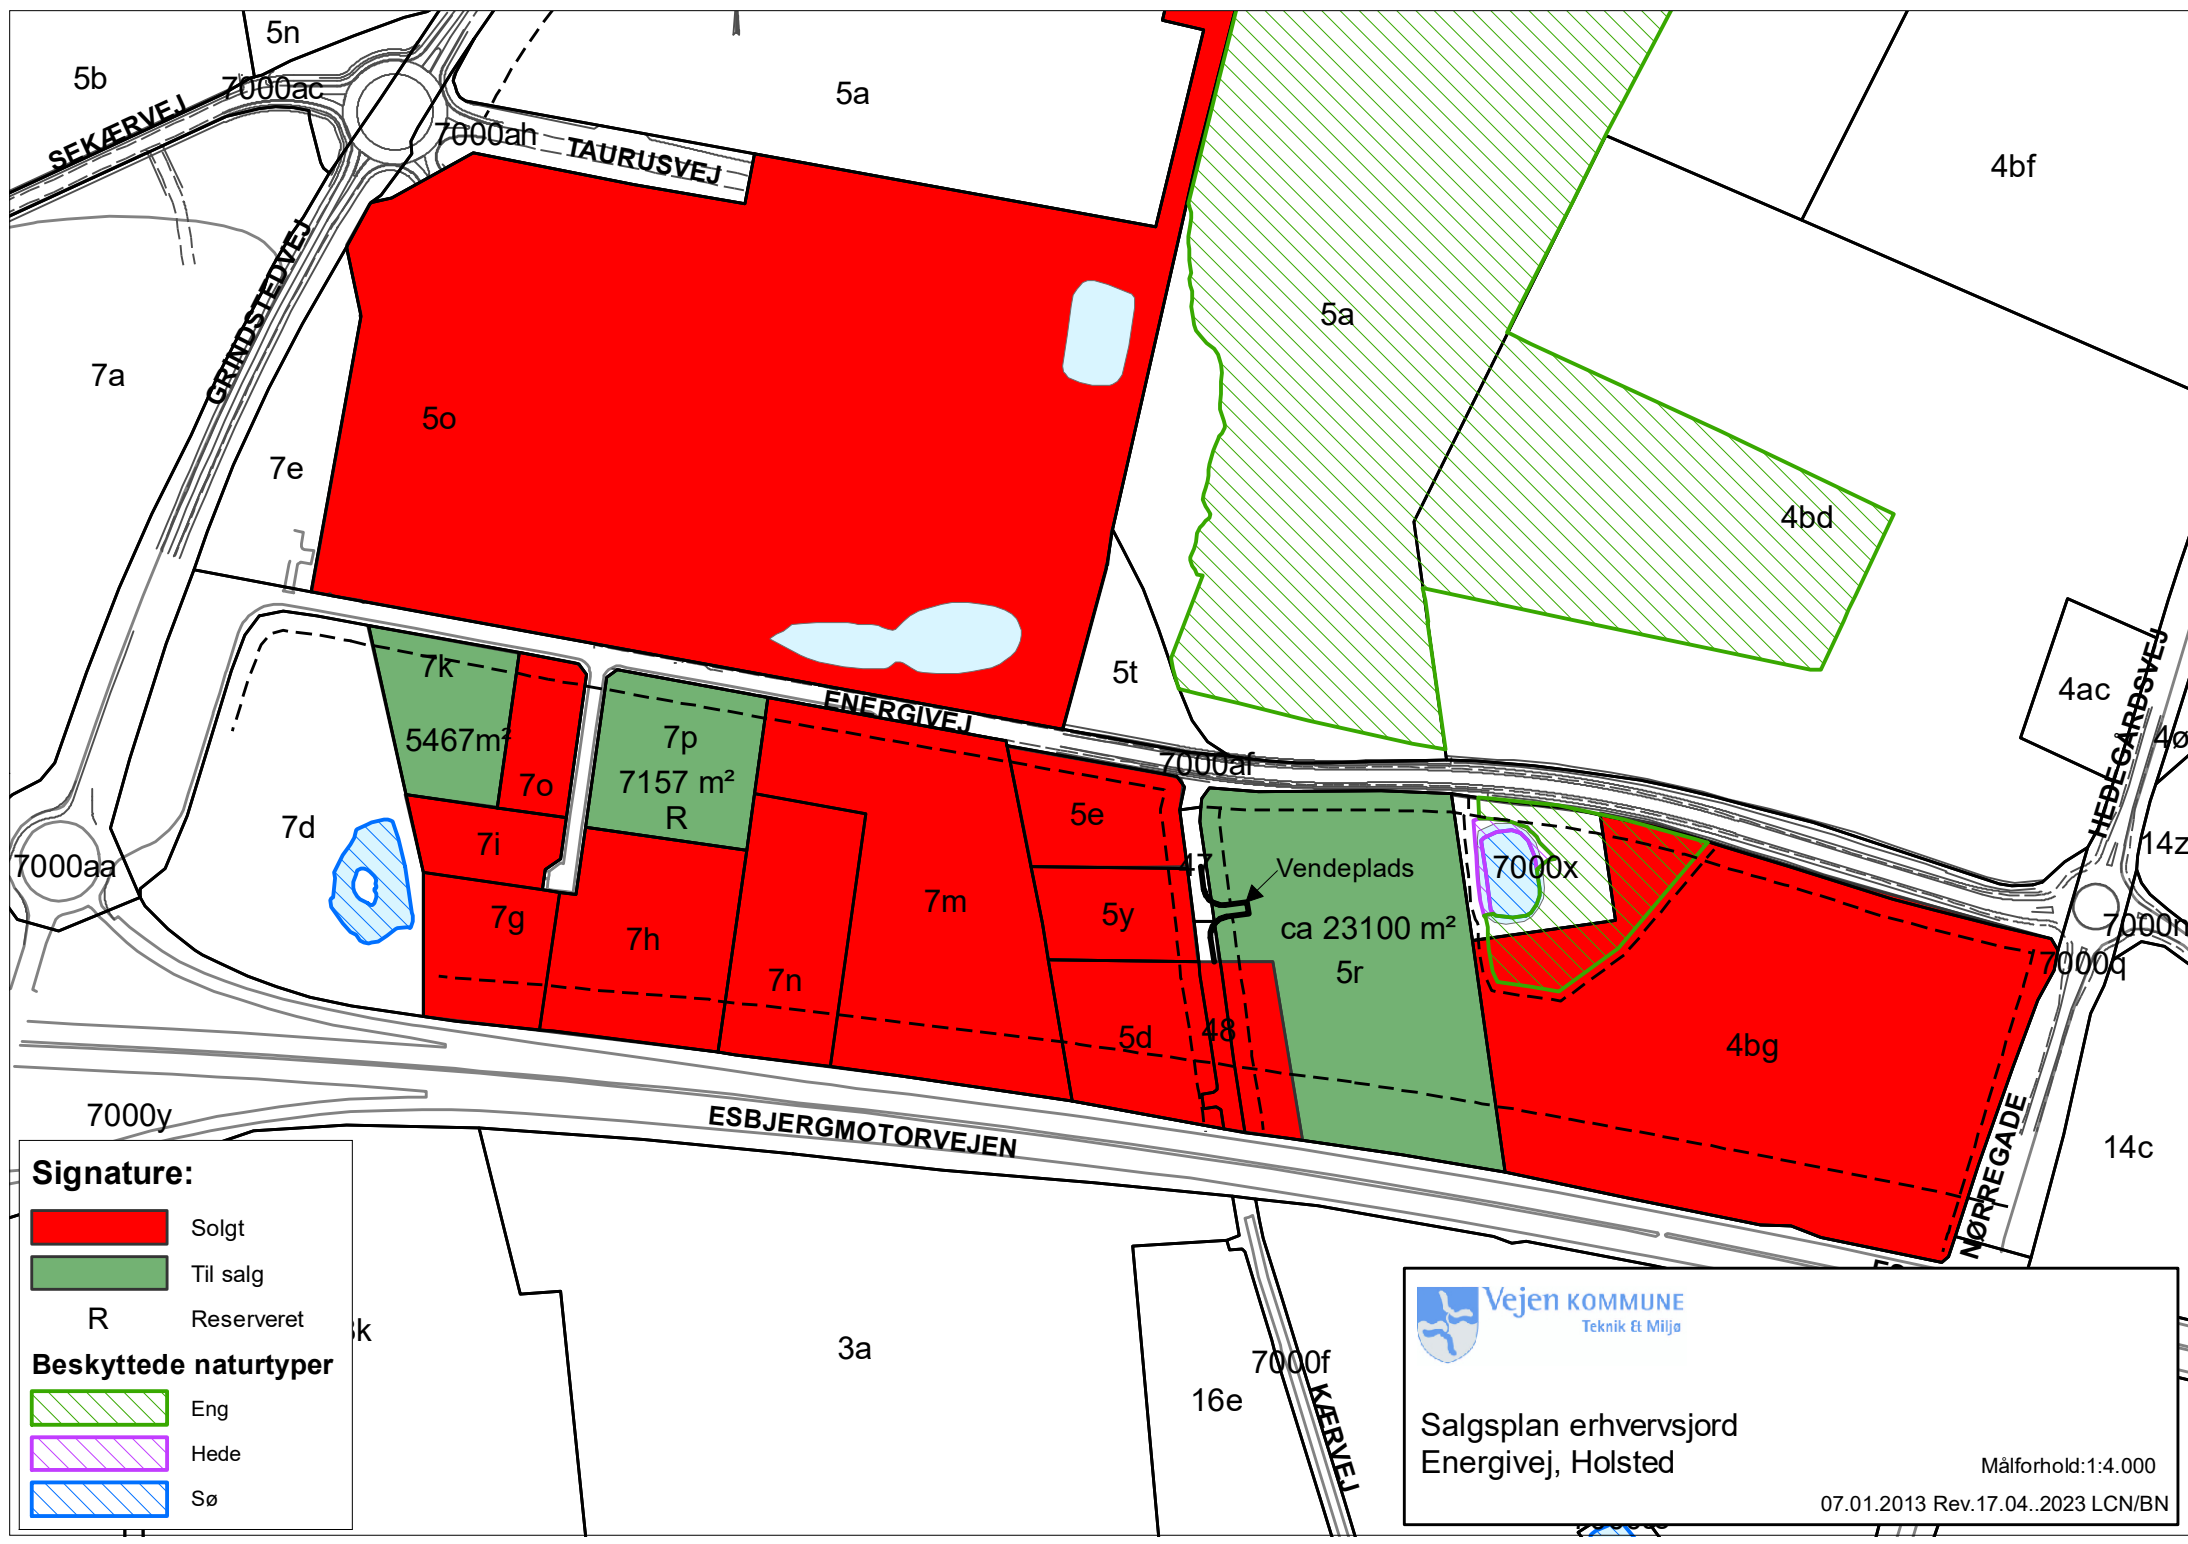 5n
5b
7000ac
5a
SEKÆRVEJ
7000ah
TAURUSVEJ
4bf
GRINDSTEDVEJ
5a
7a
5o
7e
4bd
5t
7k
4ac
HEDEGÅRDSVEJ
5467m²
7p
ENERGIVEJ
4ø
7000af
7157 m²
R
7o
5e
7d
7i
14z
7000aa
47
Vendeplads
7000x
7g
7h
7m
5y
ca 23100 m²
5r
7n
7000q
5d
48
4bg
7000y
ESBJERGMOTORVEJEN
NØRREGADE
14c
Signature:
Solgt
Til salg
R Reserveret
Beskyttede naturtyper
Eng
Hede
Sø
3a
16e
7000f
KÆRVEJ
Vejen KOMMUNE
Teknik & Miljø
Salgsplan erhvervsjord
Energivej, Holsted
Målforhold:1:4.000
07.01.2013 Rev.17.04..2023 LCN/BN